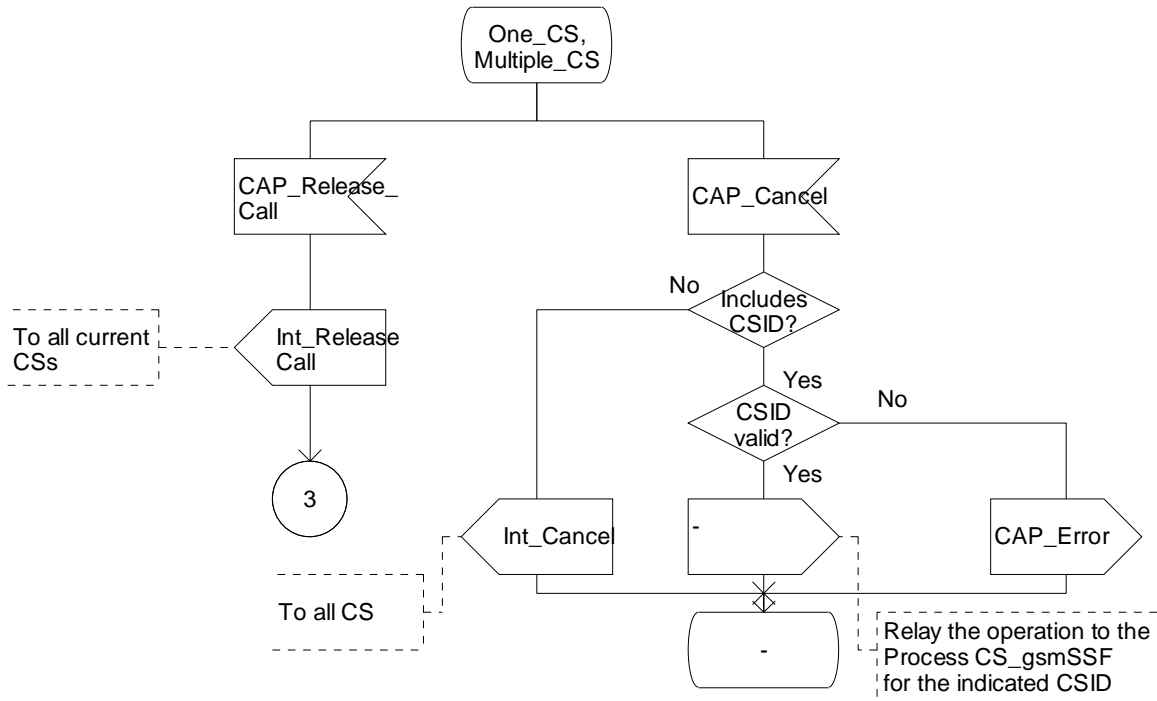 One_CS,
Multiple_CS
CAP_Release_
Call
CAP_Cancel
No
Includes
CSID?
To all current
CSs
Int_Release
Call
Yes
CSID
valid?
No
Yes
3
Int_Cancel
-
CAP_Error
To all CS
-
Relay the operation to the
Process CS_gsmSSF
for the indicated CSID